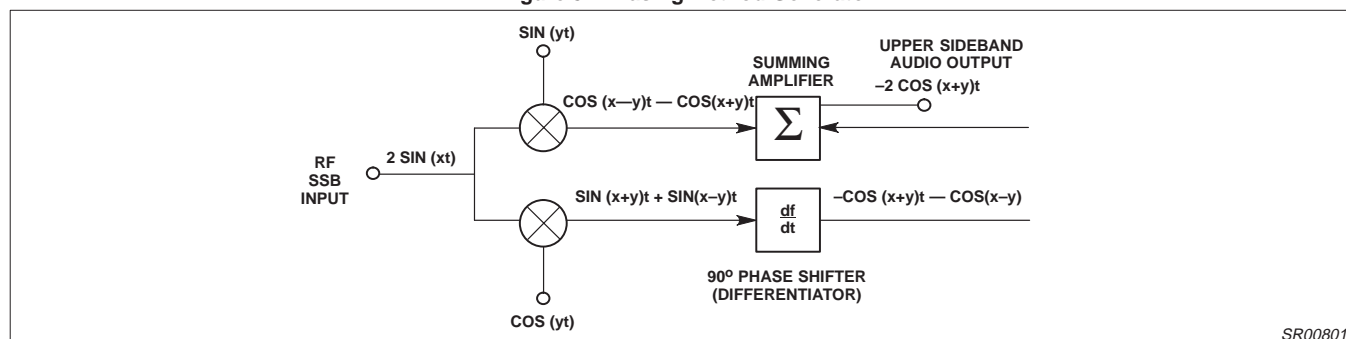 SIN (yt)
SUMMING
AMPLIFIER
UPPER SIDEBAND
AUDIO OUTPUT
–2 COS (x+y)t
COS (x—y)t — COS(x+y)t
Σ
RF
SSB
INPUT
2 SIN (xt)
SIN (x+y)t + SIN(x–y)t
df
dt
–COS (x+y)t — COS(x–y)
90º PHASE SHIFTER
(DIFFERENTIATOR)
COS (yt)
SR00801